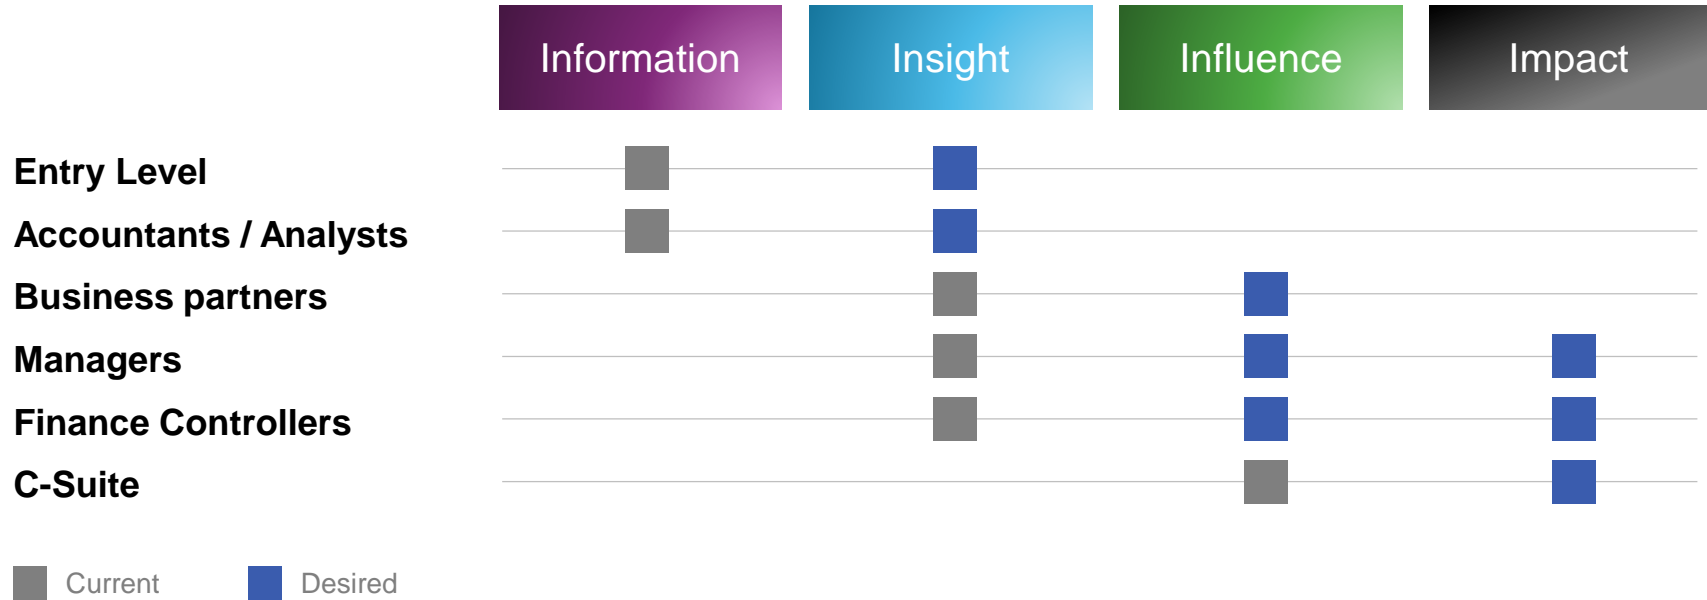 Information Insight Influence Impact
Entry Level
Accountants / Analysts
Business partners
Managers
Finance Controllers
C-Suite
Current Desired